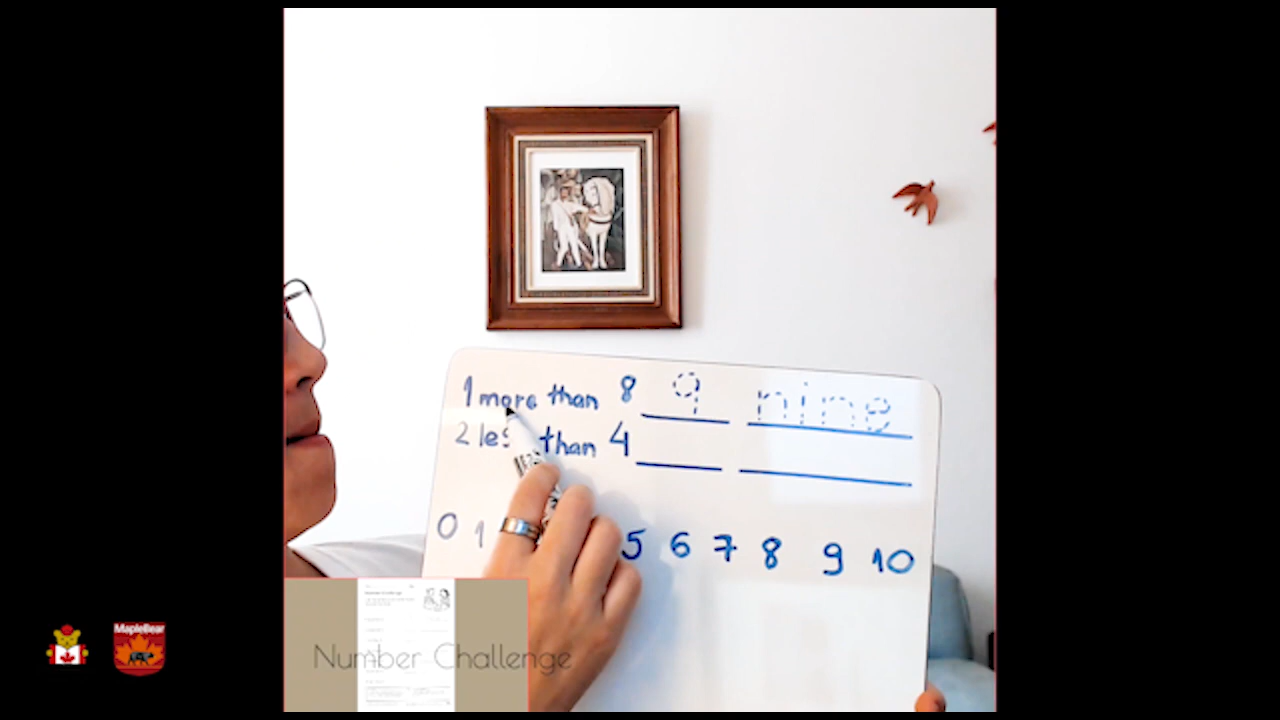 1 more than 8 9 nine
2 les than 4
0 1 5 6 7 8 9 10
Number Challenge
MapleBear